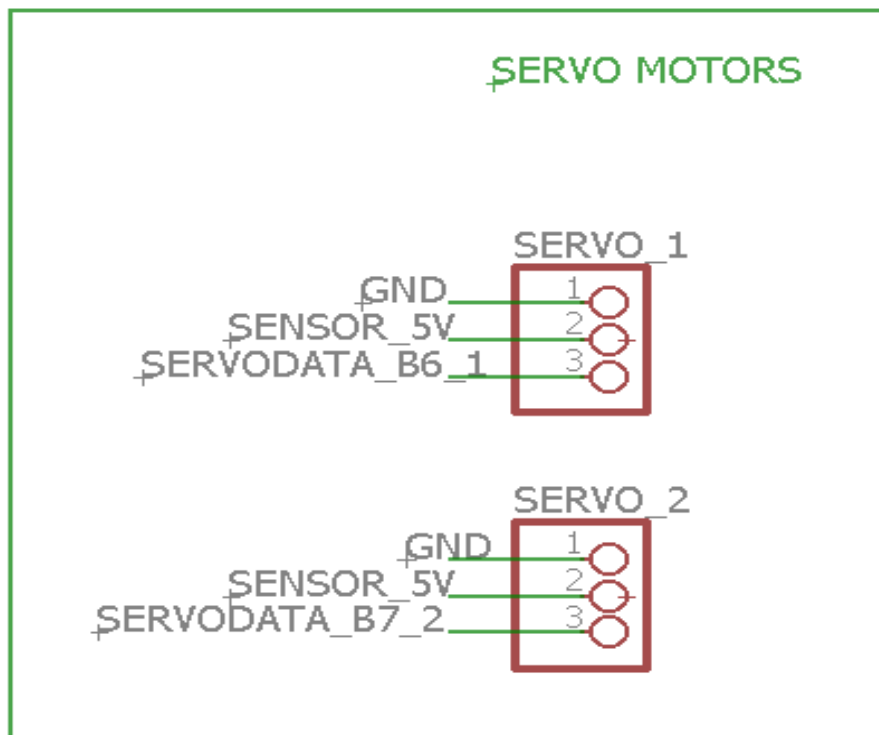 SERVO MOTORS
SERVO_1
GND 1
SENSOR_5V 2
SERVODATA_B6_1 3
SERVO_2
GND 1
SENSOR_5V 2
SERVODATA_B7_2 3